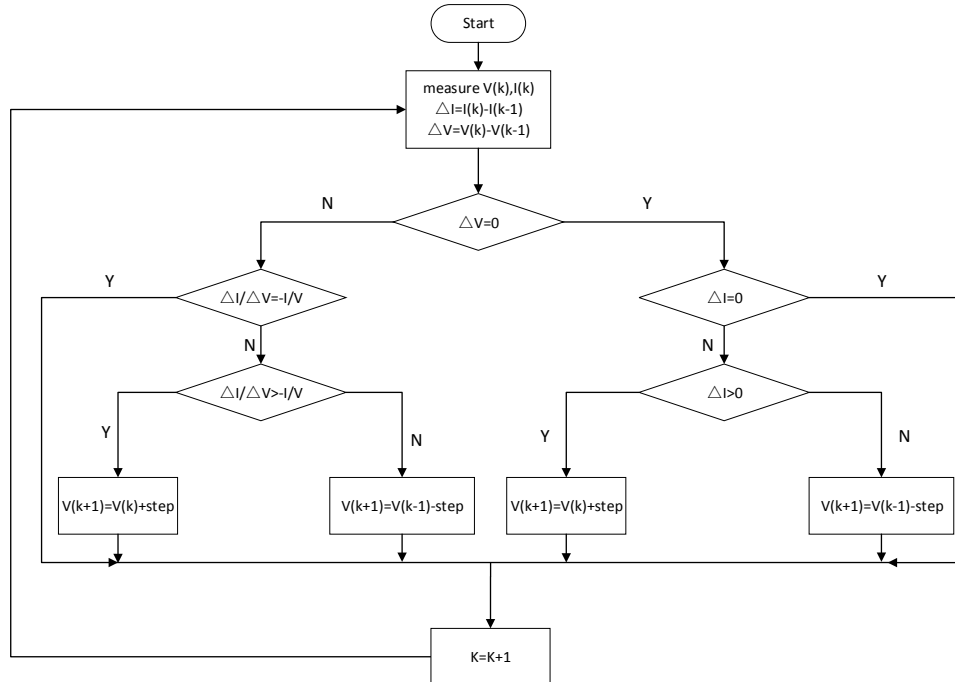 Start
measure V(k),I(k)
△I=I(k)-I(k-1)
△V=V(k)-V(k-1)
N
Y
△V=0
Y
△I/△V=-I/V
△I=0
Y
N
N
△I/△V>-I/V
△I>0
Y
N
Y
N
V(k+1)=V(k)+step
V(k+1)=V(k-1)-step
V(k+1)=V(k)+step
V(k+1)=V(k-1)-step
K=K+1